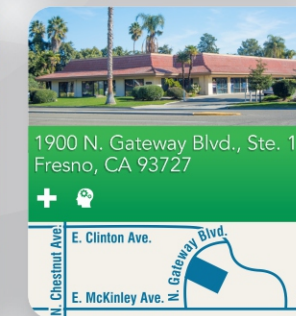 1900 N. Gateway Blvd., Ste. 1
Fresno, CA 93727
E. Clinton Ave.
N. Gateway Blvd.
N. Chestnut Ave.
E. McKinley Ave.